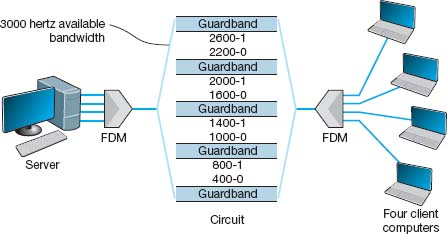 3000 hertz available
bandwidth
Guardband
2600-1
2200-0
Guardband
2000-1
1600-0
Guardband
1400-1
1000-0
Guardband
800-1
400-0
Guardband
Server
FDM
Circuit
FDM
Four client
computers